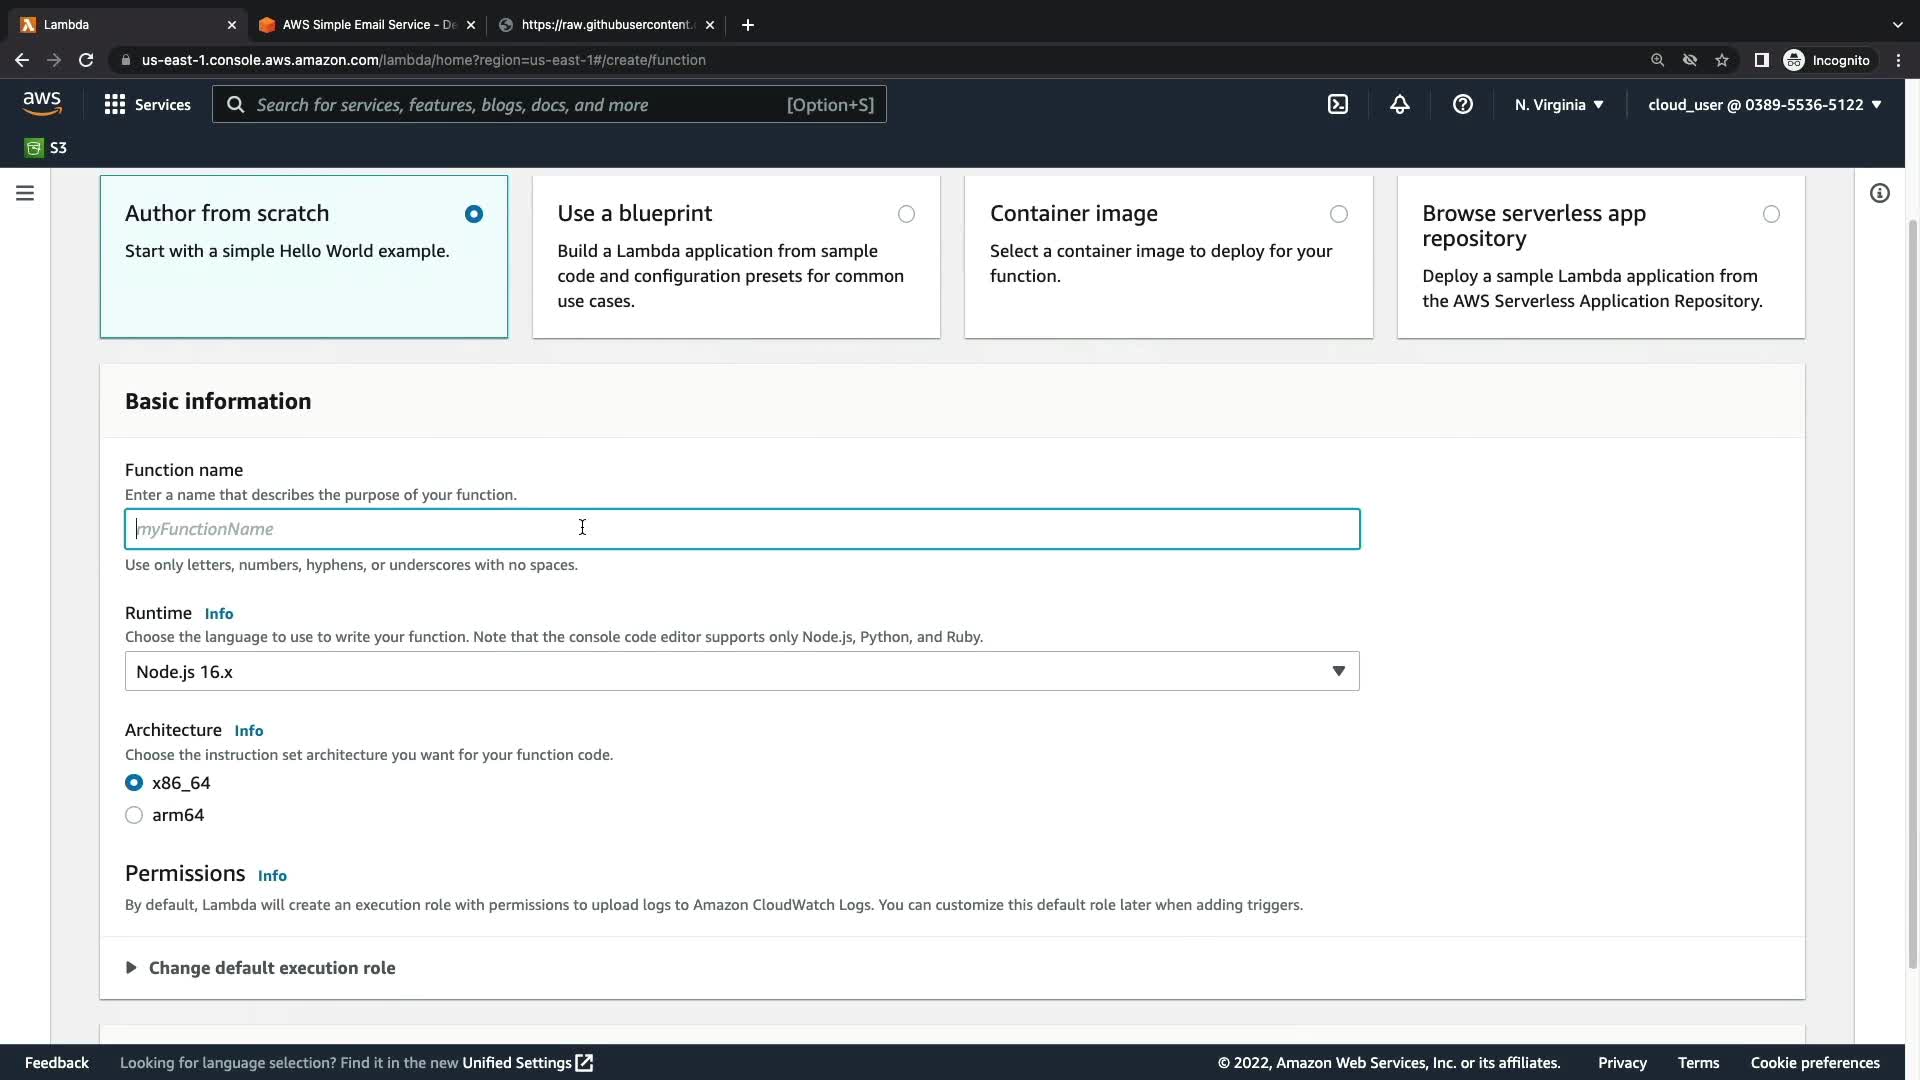 Lambda
AWS Simple Email Service - De
https://raw.githubusercontent.
us-east-1.console.aws.amazon.com/lambda/home?region=us-east-1#/create/function
Incognito
aws
Services
Search for services, features, blogs, docs, and more
[Option+S]
N. Virginia
cloud_user @ 0389-5536-5122
S3
Author from scratch
Start with a simple Hello World example.
Use a blueprint
Build a Lambda application from sample
code and configuration presets for common
use cases.
Container image
Select a container image to deploy for your
function.
Browse serverless app
repository
Deploy a sample Lambda application from
the AWS Serverless Application Repository.
Basic information
Function name
Enter a name that describes the purpose of your function.
myFunctionName
Use only letters, numbers, hyphens, or underscores with no spaces.
Runtime Info
Choose the language to use to write your function. Note that the console code editor supports only Node.js, Python, and Ruby.
Node.js 16.x
Architecture Info
Choose the instruction set architecture you want for your function code.
x86_64
arm64
Permissions Info
By default, Lambda will create an execution role with permissions to upload logs to Amazon CloudWatch Logs. You can customize this default role later when adding triggers.
Change default execution role
Feedback
Looking for language selection? Find it in the new Unified Settings
© 2022, Amazon Web Services, Inc. or its affiliates.
Privacy
Terms
Cookie preferences